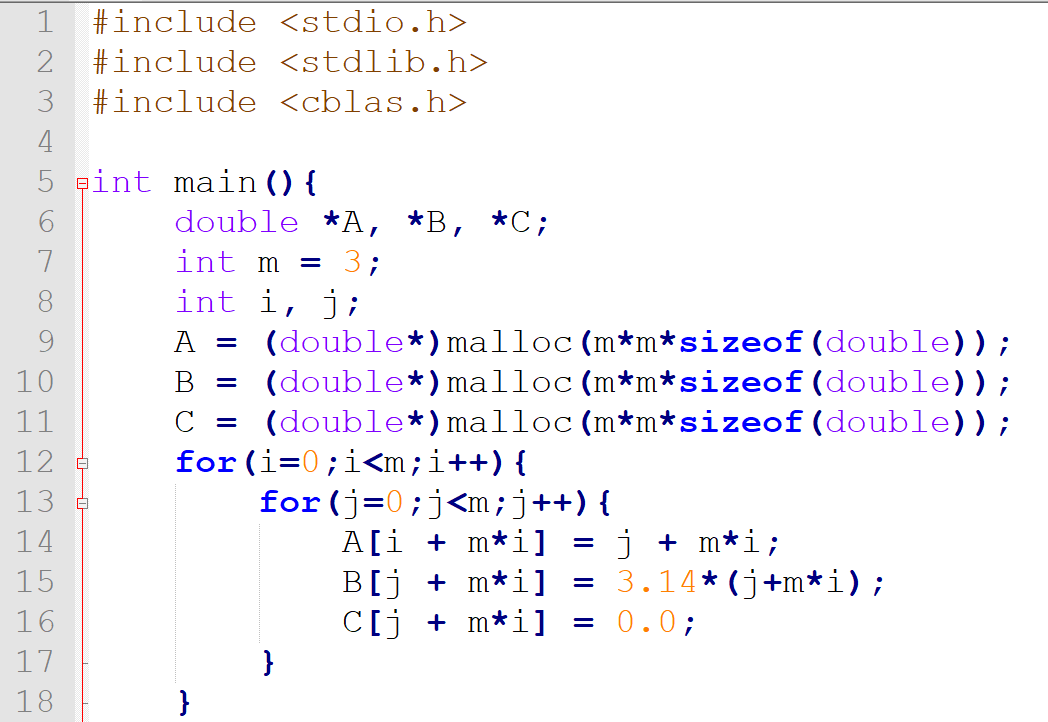 1 #include <stdio.h>
2 #include <stdlib.h>
3 #include <cblas.h>
4
5 int main(){
6     double *A, *B, *C;
7     int m = 3;
8     int i, j;
9     A = (double*)malloc(m*m*sizeof(double));
10     B = (double*)malloc(m*m*sizeof(double));
11     C = (double*)malloc(m*m*sizeof(double));
12     for(i=0;i<m;i++){
13         for(j=0;j<m;j++){
14             A[i + m*i] = j + m*i;
15             B[j + m*i] = 3.14*(j+m*i);
16             C[j + m*i] = 0.0;
17         }
18     }